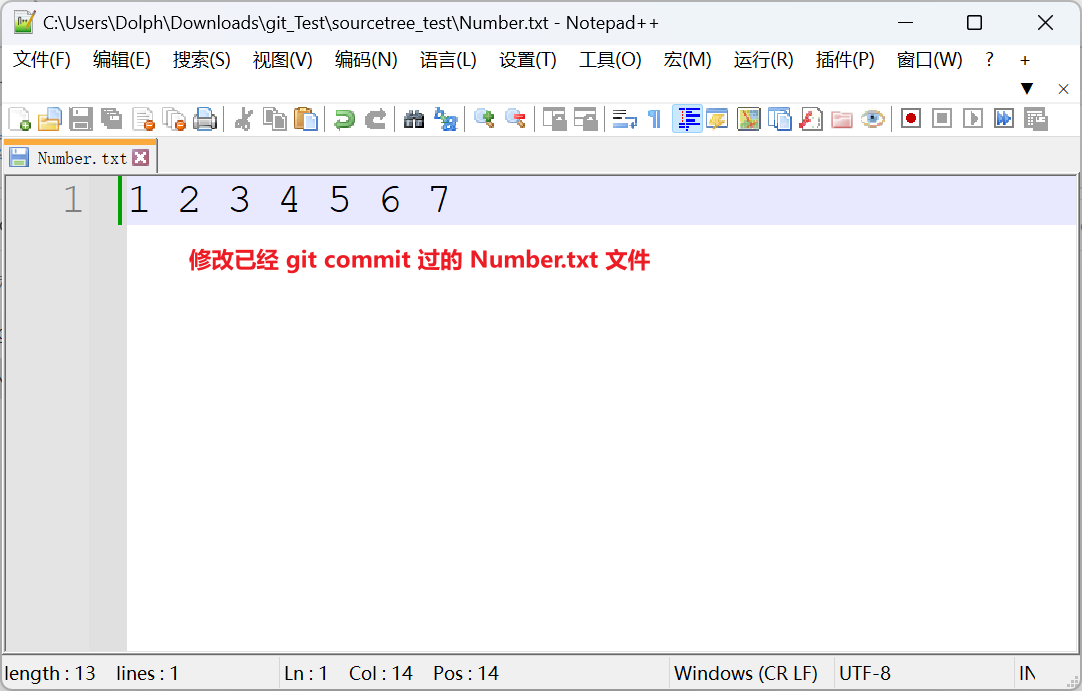 C:\Users\Dolph\Downloads\git_Test\sourcetree_test\Number.txt - Notepad++
文件(F) 编辑(E) 搜索(S) 视图(V) 编码(N) 语言(L) 设置(T) 工具(O) 宏(M) 运行(R) 插件(P) 窗口(W) ? +
Number.txt
1 1 2 3 4 5 6 7
修改已经 git commit 过的 Number.txt 文件
length : 13 lines : 1 Ln : 1 Col : 14 Pos : 14 Windows (CR LF) UTF-8 IN